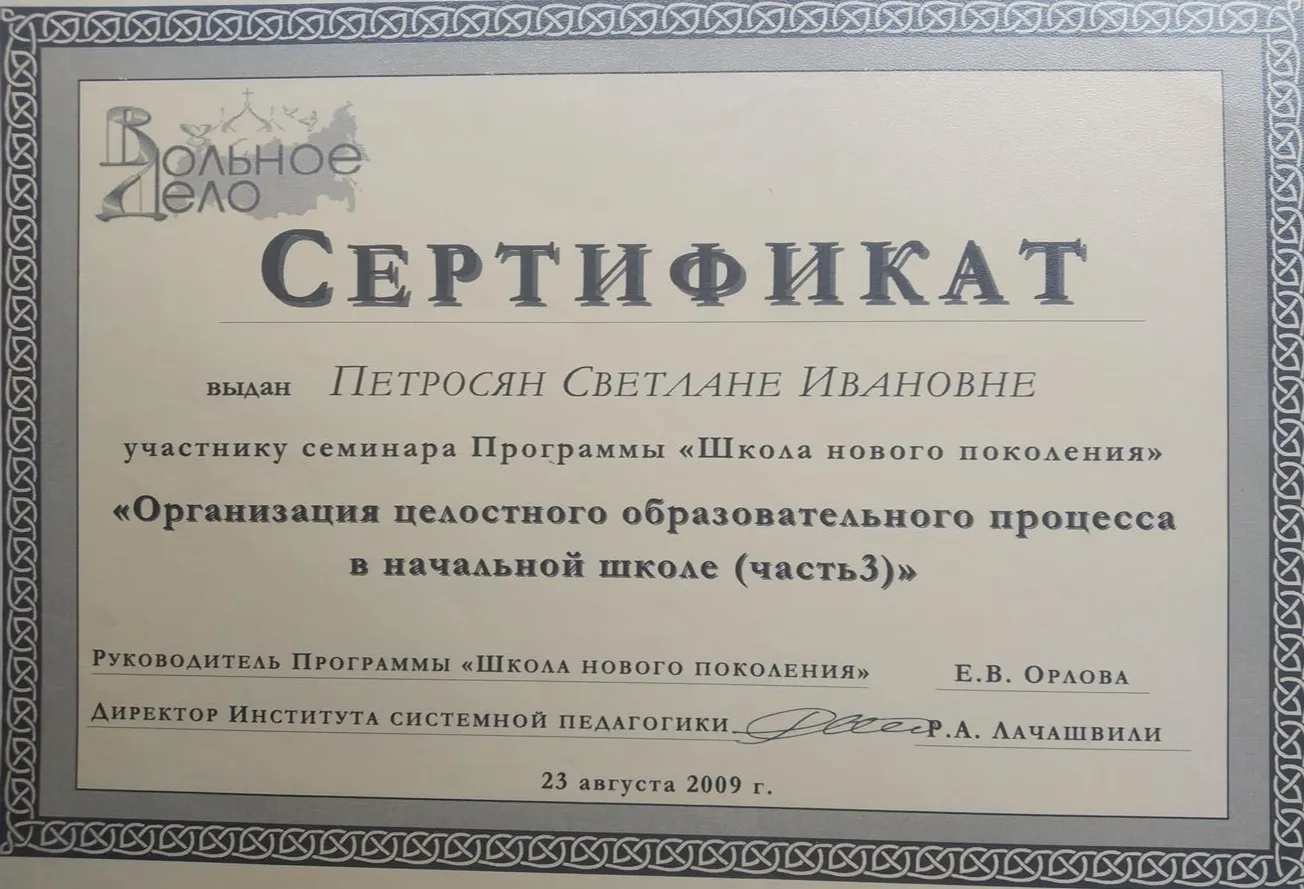 Вольное
Дело
СЕРТИФИКАТ
выдан ПЕТРОСЯН СВЕТЛАНЕ ИВАНОВНЕ
участнику семинара Программы «Школа нового поколения»
«Организация целостного образовательного процесса
в начальной школе (часть3)»
РУКОВОДИТЕЛЬ ПРОГРАММЫ «ШКОЛА НОВОГО ПОКОЛЕНИЯ» Е.В. ОРЛОВА
ДИРЕКТОР ИНСТИТУТА СИСТЕМНОЙ ПЕДАГОГИКИ Р.А. ЛАЧАШВИЛИ
23 августа 2009 г.